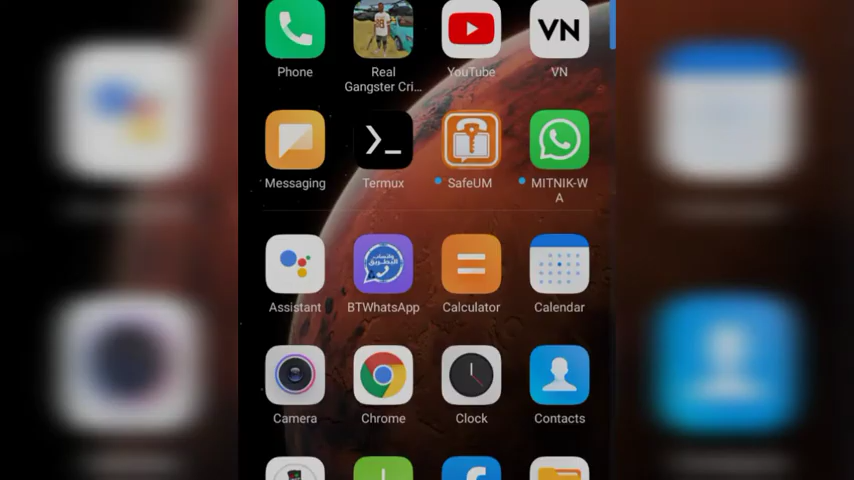 Phone
Real
Gangster Cri...
YouTube
VN
VN
Messaging
Termux
SafeUM
MITNIK-W
A
Assistant
BTWhatsApp
Calculator
Calendar
Camera
Chrome
Clock
Contacts